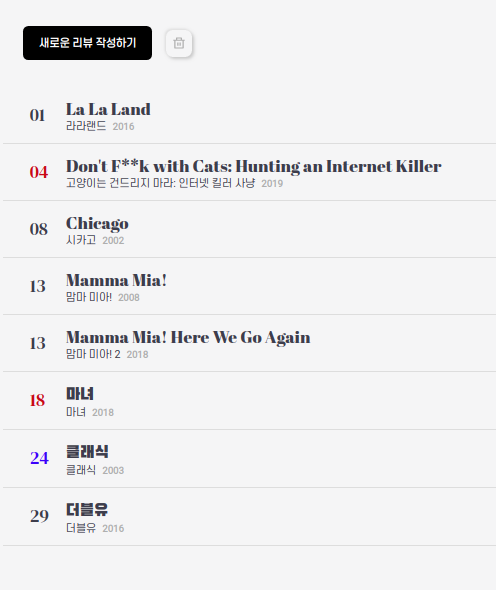 새로운 리뷰 작성하기
01 La La Land
라라랜드 2016
04 Don't F**k with Cats: Hunting an Internet Killer
고양이는 건드리지 마라: 인터넷 킬러 사냥 2019
08 Chicago
시카고 2002
13 Mamma Mia!
맘마 미아! 2008
13 Mamma Mia! Here We Go Again
맘마 미아! 2 2018
18 마녀
마녀 2018
24 클래식
클래식 2003
29 더블유
더블유 2016